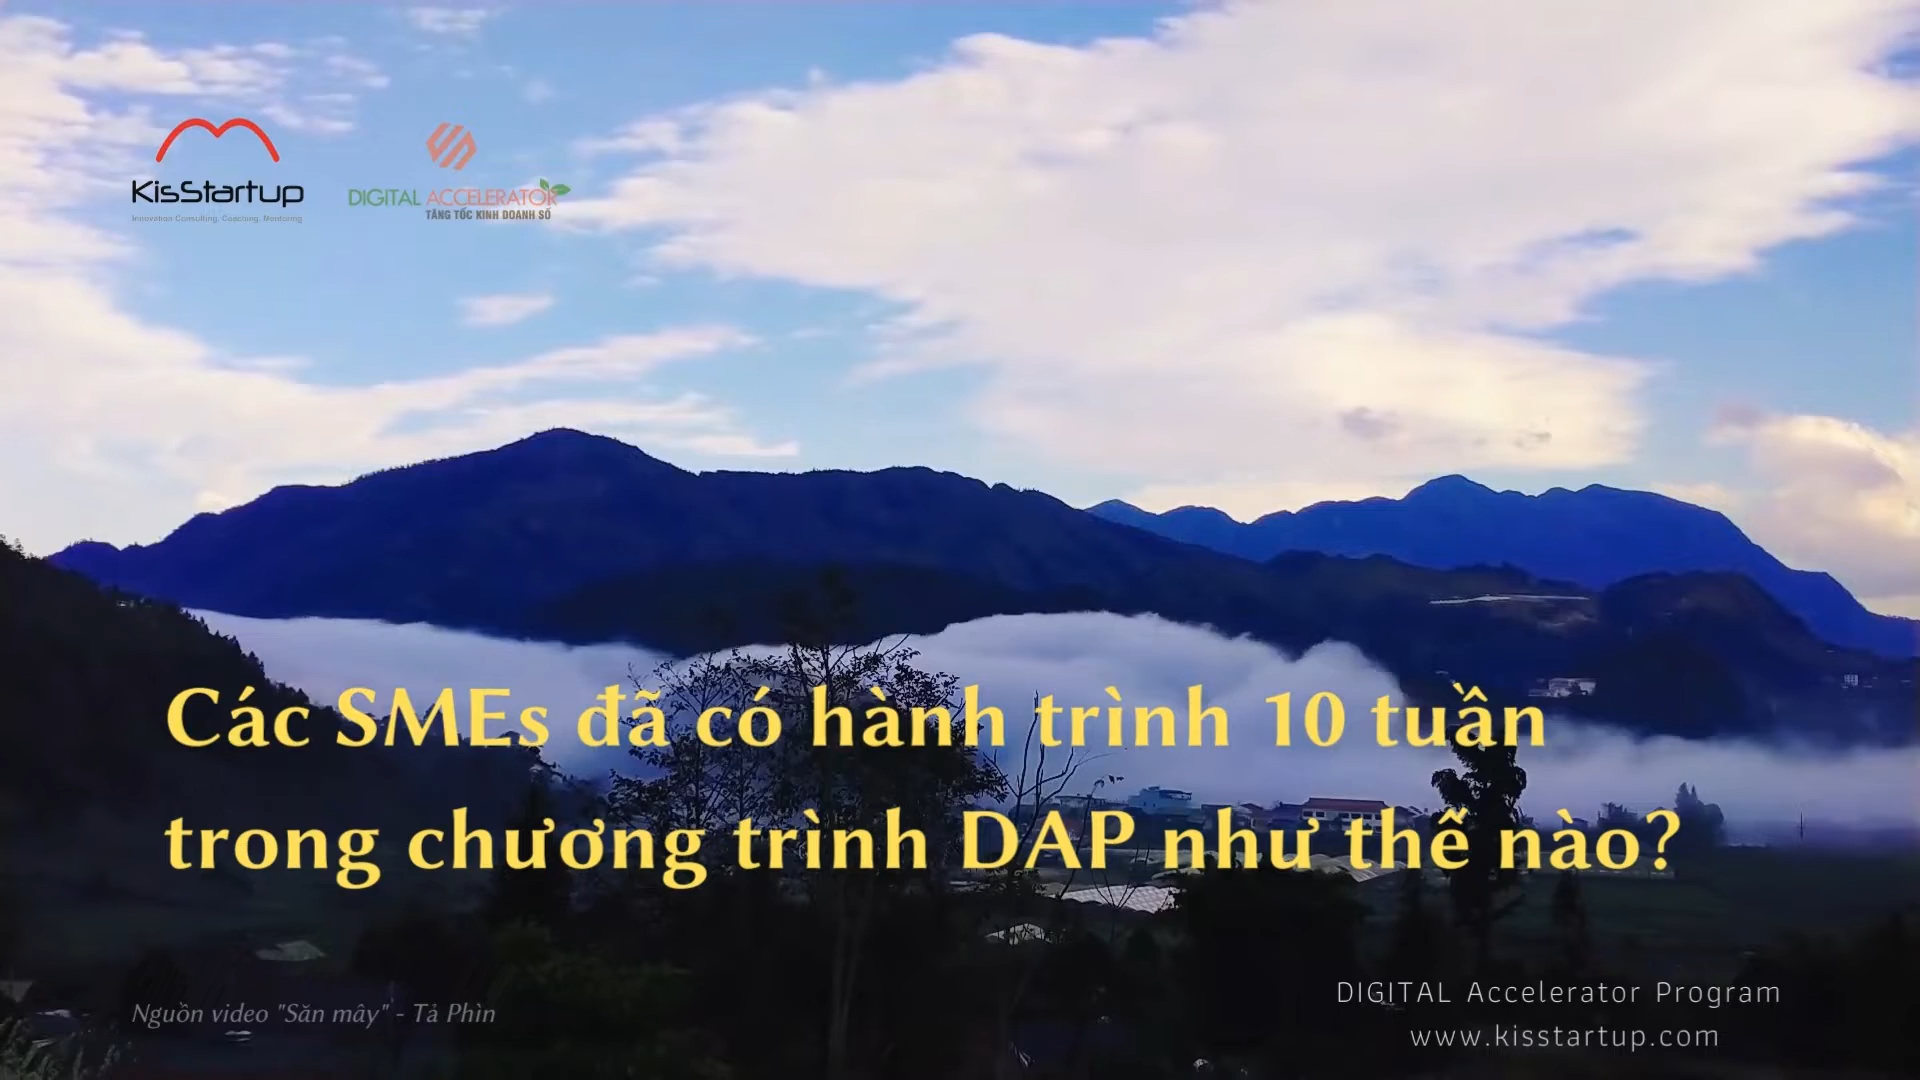 KisStartup
Innovation Consulting. Coaching. Mentoring
DIGITAL ACCELERATOR
TĂNG TỐC KINH DOANH SỐ
Các SMEs đã có hành trình 10 tuần
trong chương trình DAP như thế nào?
Nguồn video "Săn mây" - Tả Phìn
DIGITAL Accelerator Program
www.kisstartup.com